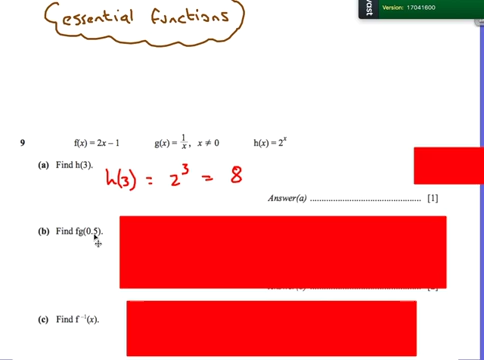 essential functions
vast
Version: 17041600
9 f(x) = 2x – 1 g(x) = 1/x, x ≠ 0 h(x) = 2^x
(a) Find h(3).
h(3) = 2^3 = 8
Answer(a) ................................................ [1]
(b) Find fg(0.5).
(c) Find f^–1(x).